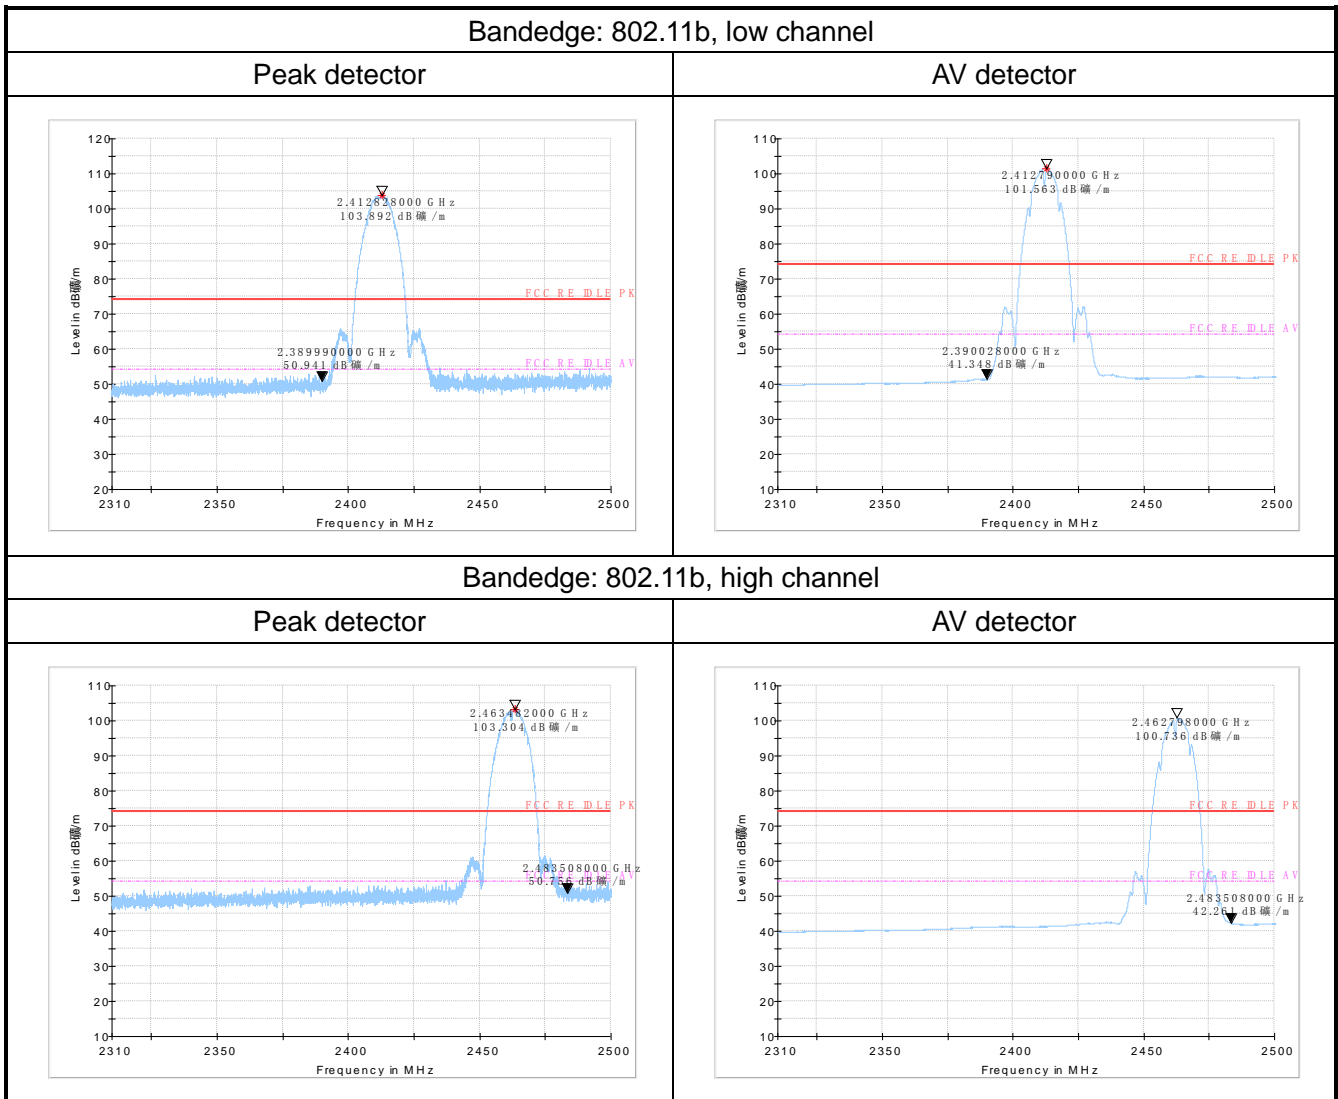 Bandedge: 802.11b, low channel
Peak detector
AV detector
120
110
100
90
80
70
60
50
40
30
20
Level in dB礦/m
2310
2350
2400
2450
2500
Frequency in MHz
2.412828000 GHz
103.892 dB礦/m
FCC RE IDLE PK
2.389990000 GHz
50.941 dB礦/m
FCC RE IDLE AV
110
100
90
80
70
60
50
40
30
20
10
Level in dB礦/m
2310
2350
2400
2450
2500
Frequency in MHz
2.412790000 GHz
101.563 dB礦/m
FCC RE IDLE PK
FCC RE IDLE AV
2.390028000 GHz
41.348 dB礦/m
Bandedge: 802.11b, high channel
Peak detector
AV detector
110
100
90
80
70
60
50
40
30
20
10
Level in dB礦/m
2310
2350
2400
2450
2500
Frequency in MHz
2.463482000 GHz
103.304 dB礦/m
FCC RE IDLE PK
2.483508000 GHz
FCC RE IDLE AV
50.756 dB礦/m
110
100
90
80
70
60
50
40
30
20
10
Level in dB礦/m
2310
2350
2400
2450
2500
Frequency in MHz
2.462798000 GHz
100.736 dB礦/m
FCC RE IDLE PK
FCC RE IDLE AV
2.483508000 GHz
42.261 dB礦/m